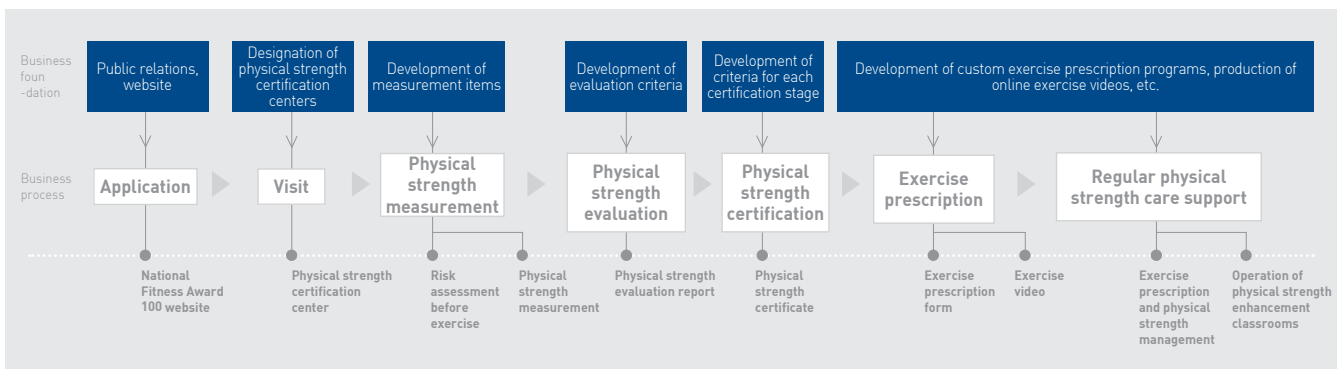 Business
foun
-dation
Public relations,
website
Designation of
physical strength
certification
centers
Development of
measurement items
Development of
evaluation criteria
Development of
criteria for each
certification stage
Development of custom exercise prescription programs, production of
online exercise videos, etc.
Business
process
Application
Visit
Physical
strength
measurement
Physical
strength
evaluation
Physical
strength
certification
Exercise
prescription
Regular physical
strength care support
National
Fitness Award
100 website
Physical strength
certification
center
Risk
assessment
before
exercise
Physical
strength
measurement
Physical strength
evaluation report
Physical
strength
certificate
Exercise
prescription
form
Exercise
video
Exercise
prescription
and physical
strength
management
Operation of
physical strength
enhancement
classrooms